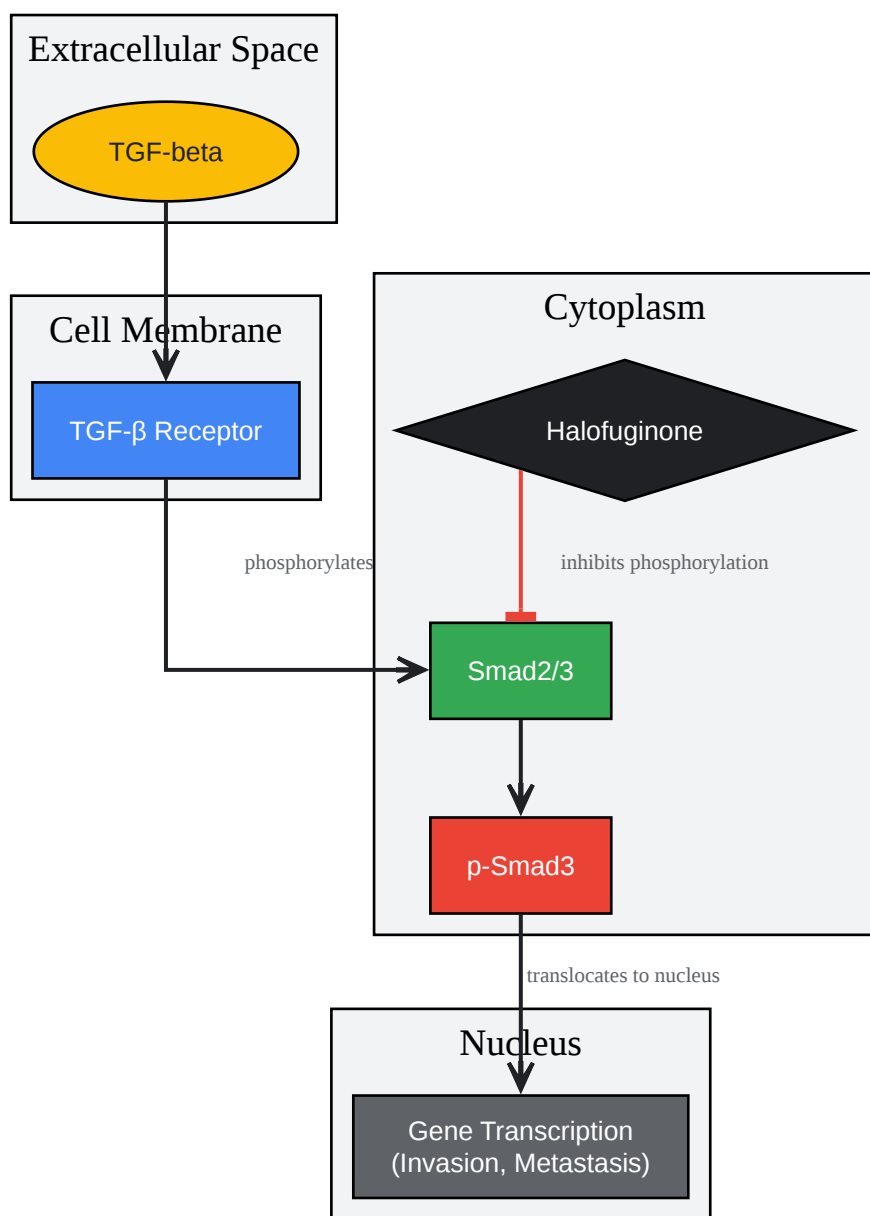 Extracellular Space
TGF-beta
Cell Membrane
TGF-β Receptor
Cytoplasm
Halofuginone
phosphorylates
inhibits phosphorylation
Smad2/3
p-Smad3
translocates to nucleus
Nucleus
Gene Transcription
(Invasion, Metastasis)